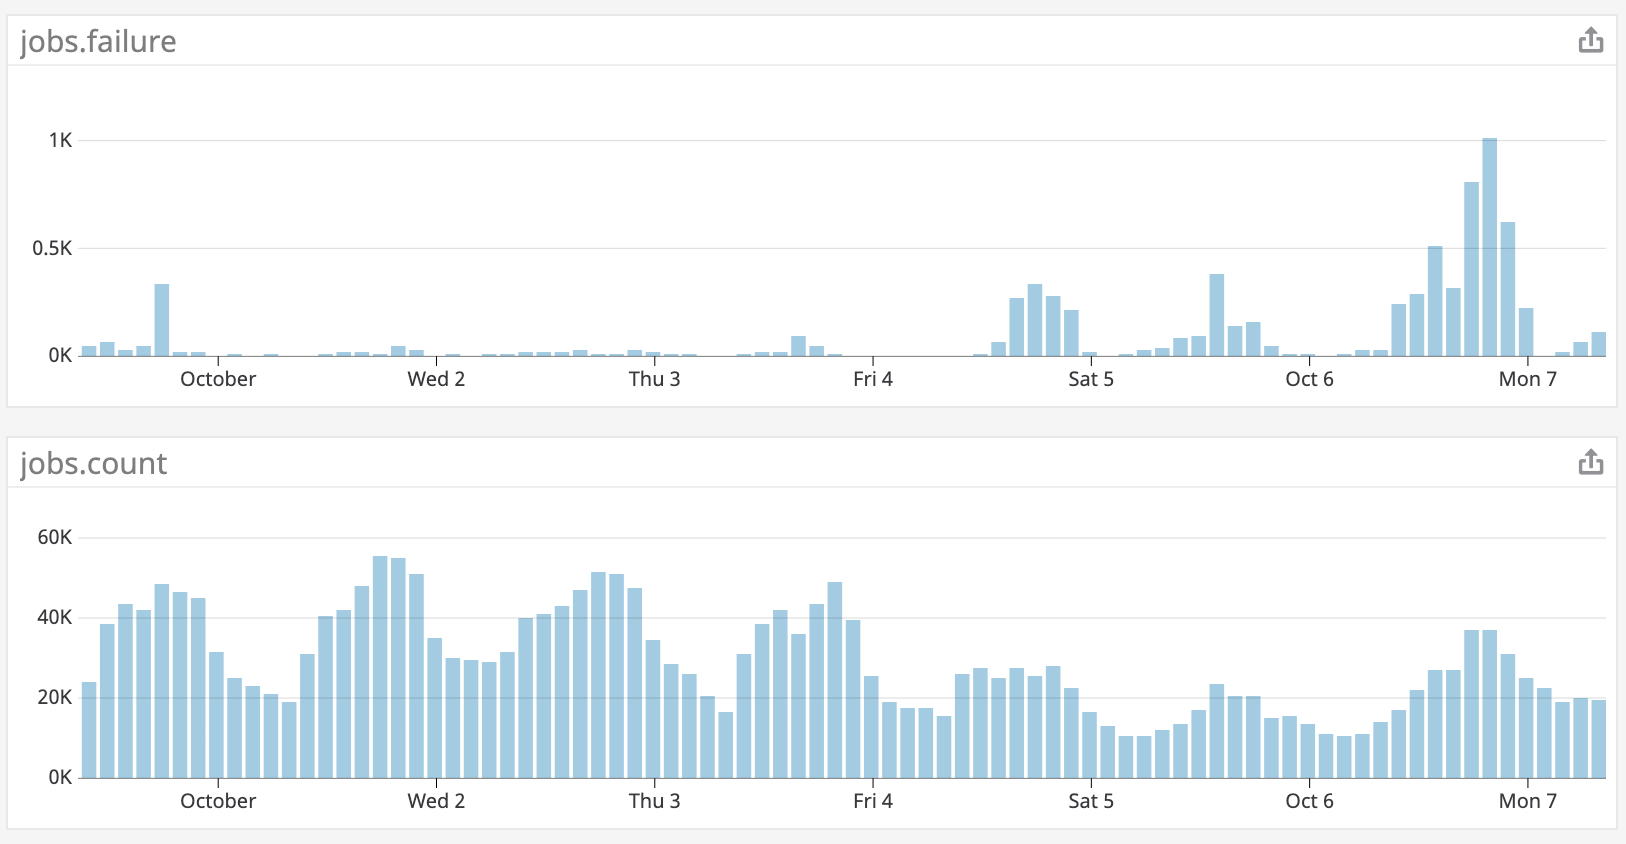 jobs.failure
1K
0.5K
0K
October Wed 2 Thu 3 Fri 4 Sat 5 Oct 6 Mon 7
jobs.count
60K
40K
20K
0K
October Wed 2 Thu 3 Fri 4 Sat 5 Oct 6 Mon 7